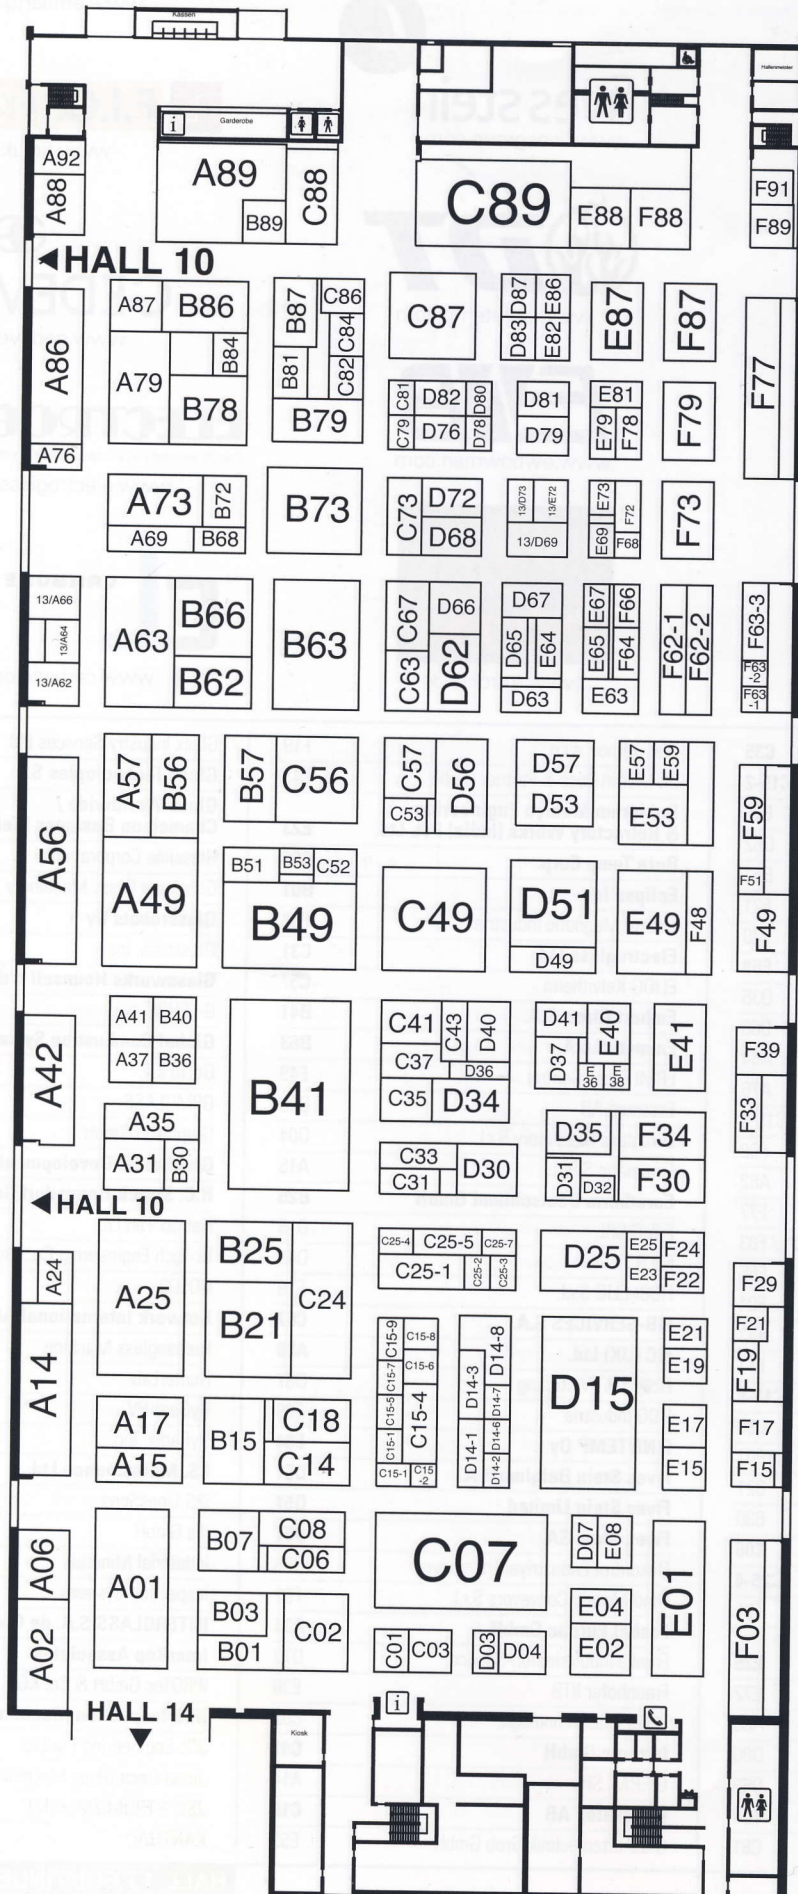 Kassen
Hallenmeister
Garderobe
i
A92
A88
A89
B89
C88
C89
E88
F88
F91
F89
HALL 10
A87
B86
B84
A79
B78
A86
A76
B87
C86
C84
B81
C82
B79
C87
D87
E86
D83
E82
E87
F87
F77
C81
D82
D80
C79
D76
D78
D81
D79
E81
E79
F78
F79
A73
B72
A69
B68
B73
C73
D72
D68
13/D73
13/E72
13/D69
E73
F72
E69
F68
F73
13/A66
13/A64
13/A62
A63
B66
B62
B63
C67
D66
C63
D62
D67
D65
E64
D63
E67
F66
E65
F64
E63
F62-1
F62-2
F63-3
F63
-2
F63
-1
A56
A57
B56
A49
B57
C56
B51
B53
C52
B49
C57
D56
C53
C49
D57
D53
D51
D49
E57
E59
E53
E49
F48
F59
F51
F49
A42
A41
B40
A37
B36
A35
A31
B30
B41
C41
C43
D40
C37
D36
C35
D34
C33
C31
D30
D41
E40
D37
E
36
E
38
E41
D35
F34
D31
D32
F30
F39
F33
HALL 10
A24
A14
A25
B25
B21
C24
C25-4
C25-5
C25-7
C25-1
C25-2
C25-3
D25
E25
F24
E23
F22
F29
F21
F19
F17
F15
A17
A15
B15
C18
C14
C15-9
C15-8
C15-7
C15-6
C15-5
C15-4
C15-1
C15-1
C15
-2
D14-8
D14-3
D14-7
D14-1
D14-6
D14-2
D14-5
D15
E21
E19
E17
E15
A06
A02
A01
B07
C08
C06
B03
B01
C02
C07
C01
C03
D03
D04
D07
E08
E04
E02
E01
F03
HALL 14
Kiosk
i